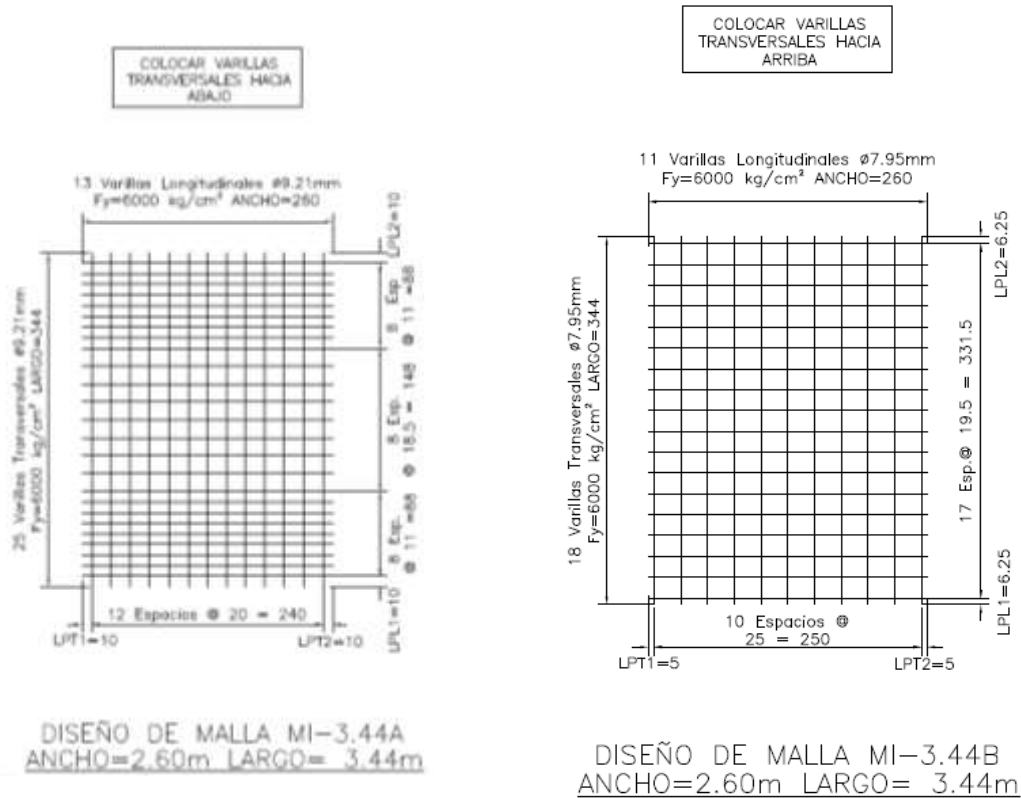 COLOCAR VARILLAS
TRANSVERSALES HACIA
ABAJO
13 Varillas Longitudinales Ø9.21mm
Fy=6000 kg/cm² ANCHO=260
LPL2=10
8 Esp
@ 11 =88
8 Esp.
@ 18.5 = 148
8 Esp.
@ 11 =88
LPL1=10
25 Varillas Transversales Ø9.21mm
Fy=6000 kg/cm² LARGO=344
12 Espacios @ 20 = 240
LPT1=10
LPT2=10
DISEÑO DE MALLA MI-3.44A
ANCHO=2.60m LARGO= 3.44m
COLOCAR VARILLAS
TRANSVERSALES HACIA
ARRIBA
11 Varillas Longitudinales Ø7.95mm
Fy=6000 kg/cm² ANCHO=260
LPL2=6.25
17 Esp.@ 19.5 = 331.5
LPL1=6.25
18 Varillas Transversales Ø7.95mm
Fy=6000 kg/cm² LARGO=344
10 Espacios @
25 = 250
LPT1=5
LPT2=5
DISEÑO DE MALLA MI-3.44B
ANCHO=2.60m LARGO= 3.44m